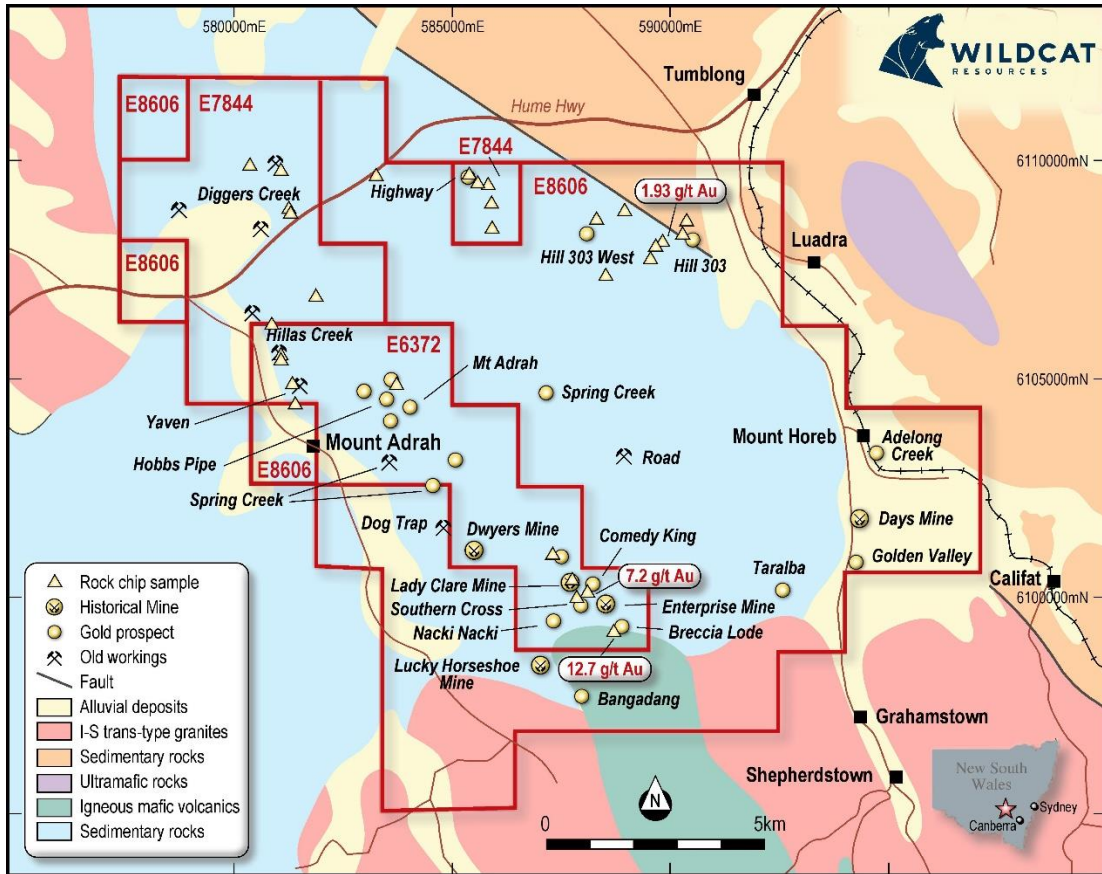 580000mE
585000mE
590000mE
WILDCAT
RESOURCES
Tumblong
Hume Hwy
E8606
E7844
E7844
E8606
6110000mN
Highway
1.93 g/t Au
Diggers Creek
Luadra
Hill 303 West
Hill 303
E8606
Hillas Creek
E6372
Mt Adrah
Spring Creek
6105000mN
Yaven
Mount Adrah
Mount Horeb
Adelong
Creek
Hobbs Pipe
E8606
Road
Spring Creek
Dog Trap
Dwyers Mine
Comedy King
Days Mine
Golden Valley
Taralba
Califat
Lady Clare Mine
7.2 g/t Au
6100000mN
Southern Cross
Enterprise Mine
Nacki Nacki
Breccia Lode
Lucky Horseshoe
Mine
12.7 g/t Au
Bangadang
Grahamstown
Shepherdstown
Rock chip sample
Historical Mine
Gold prospect
Old workings
Fault
Alluvial deposits
I-S trans-type granites
Sedimentary rocks
Ultramafic rocks
Igneous mafic volcanics
Sedimentary rocks
N
0
5km
New South
Wales
Sydney
Canberra